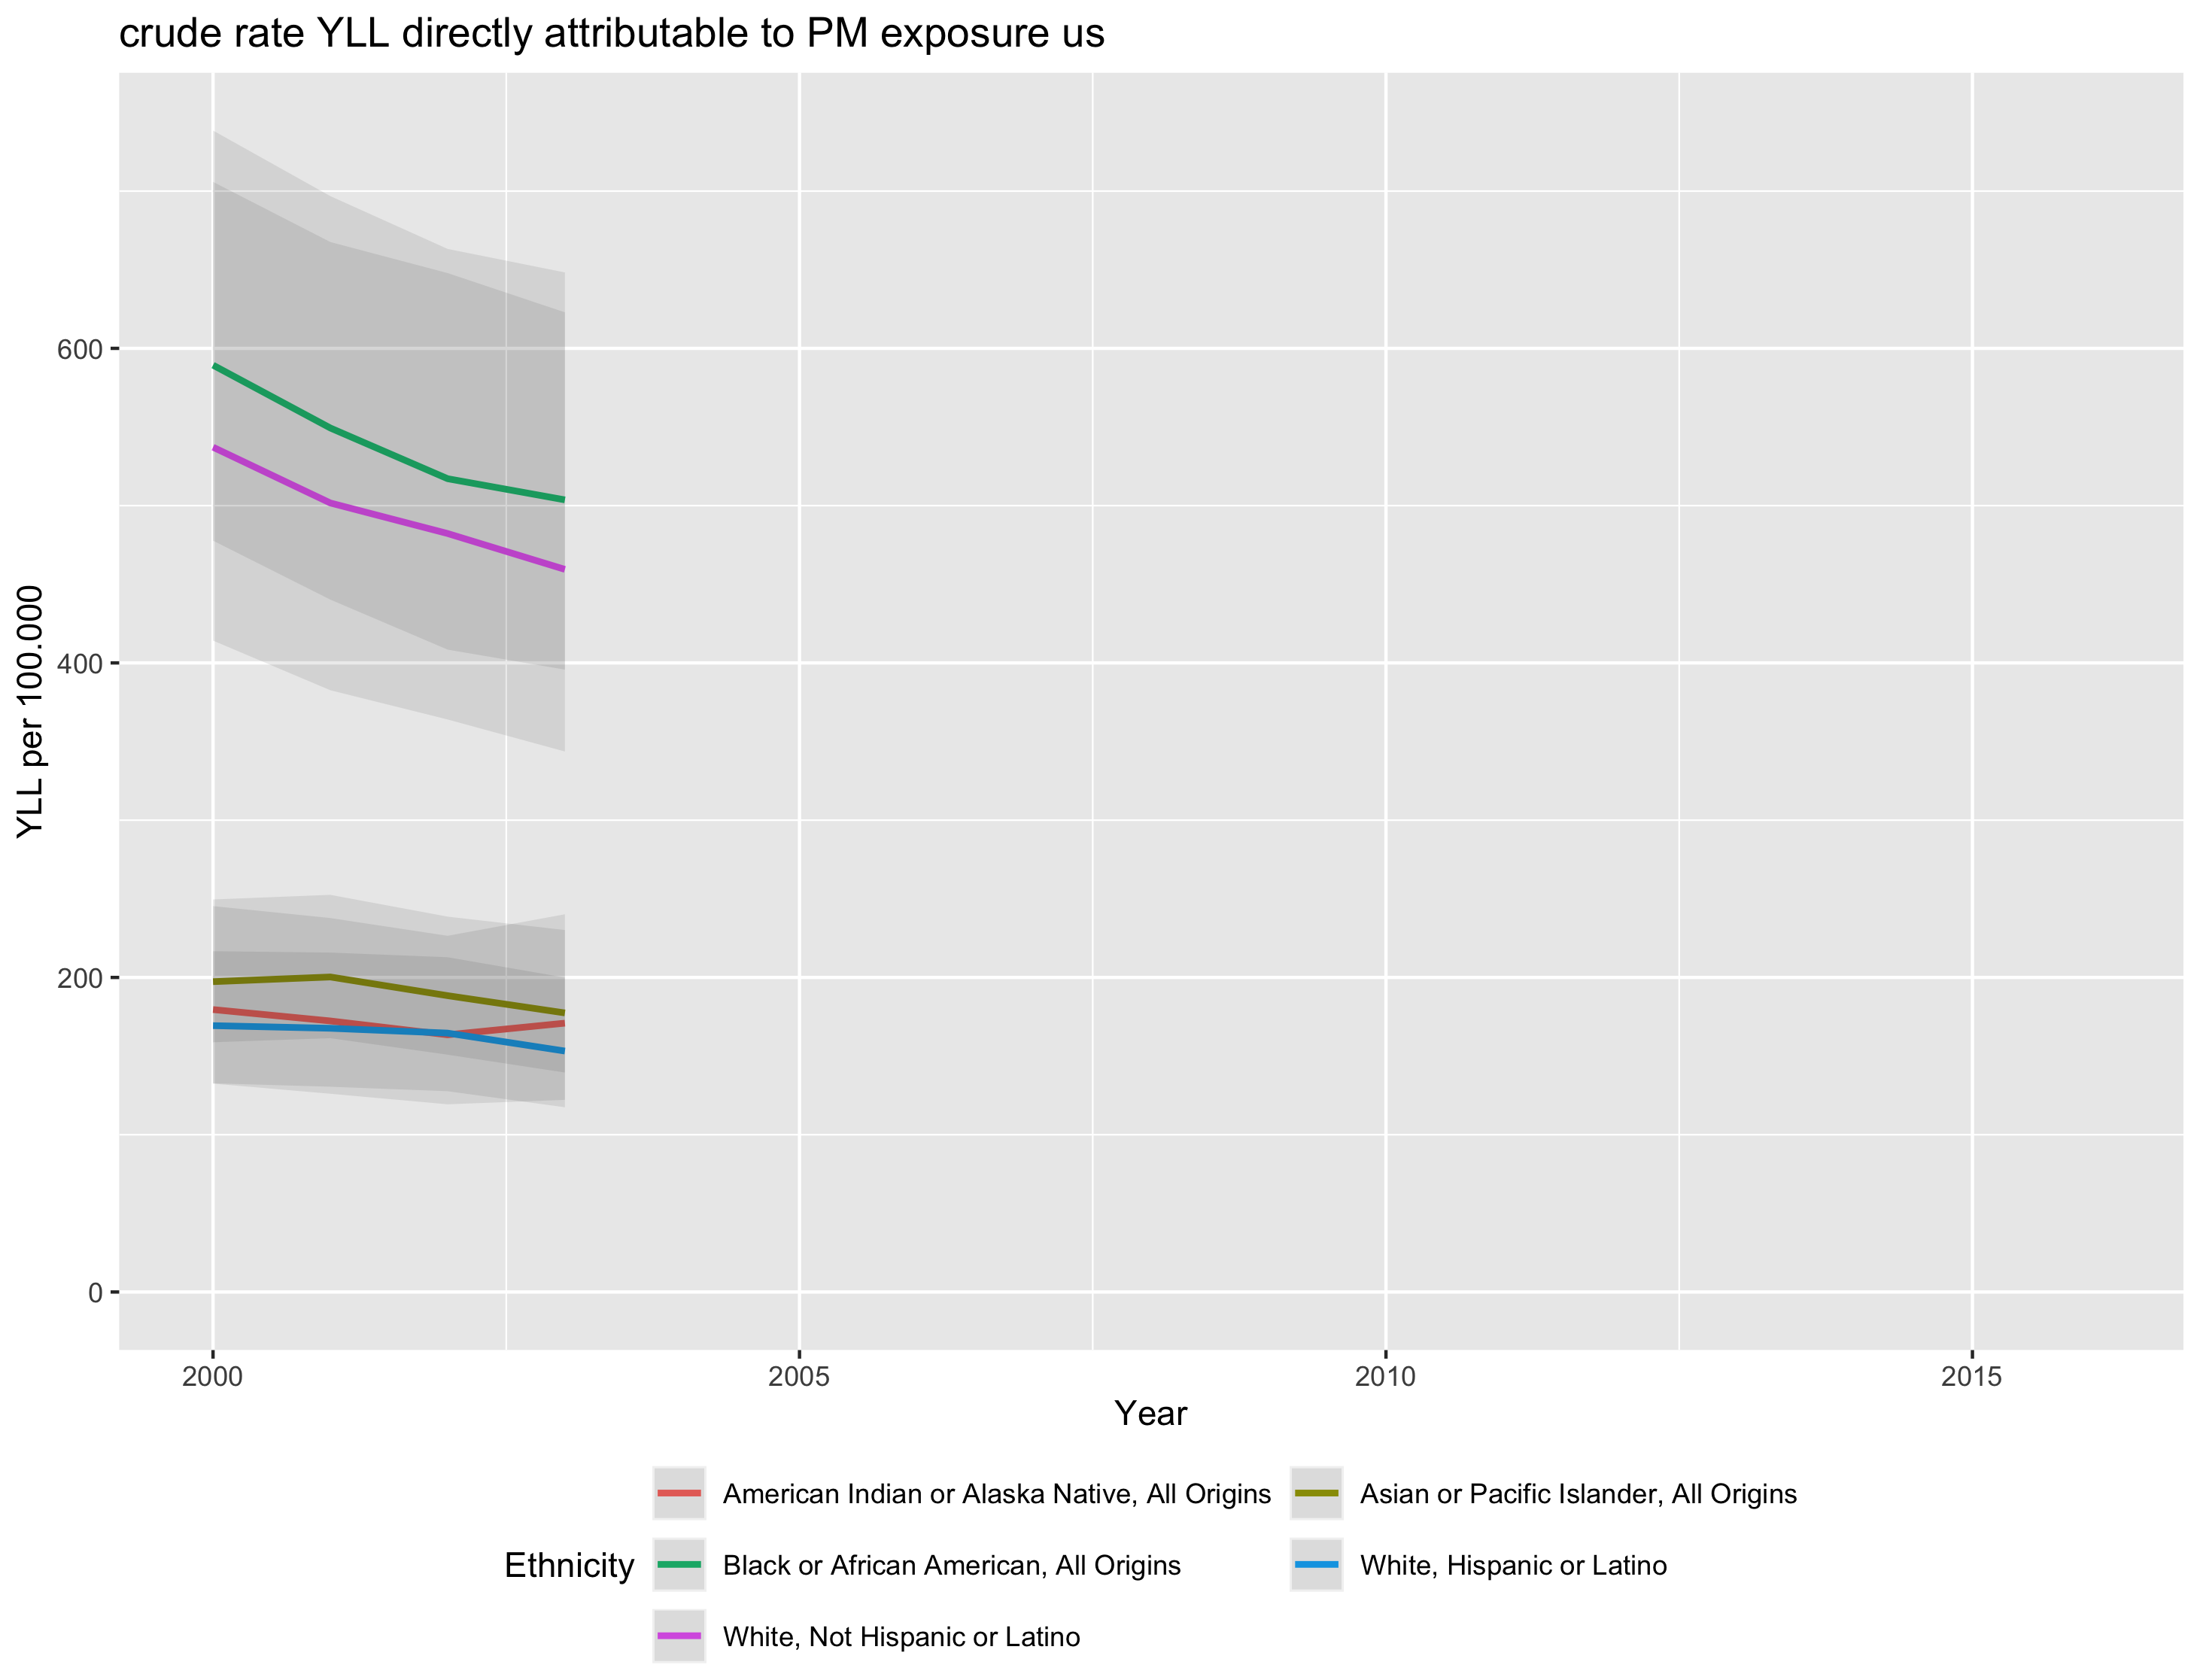 crude rate YLL directly attributable to PM exposure us
YLL per 100.000
600
400
200
0
2000
2005
2010
2015
Year
Ethnicity
American Indian or Alaska Native, All Origins
Asian or Pacific Islander, All Origins
Black or African American, All Origins
White, Hispanic or Latino
White, Not Hispanic or Latino